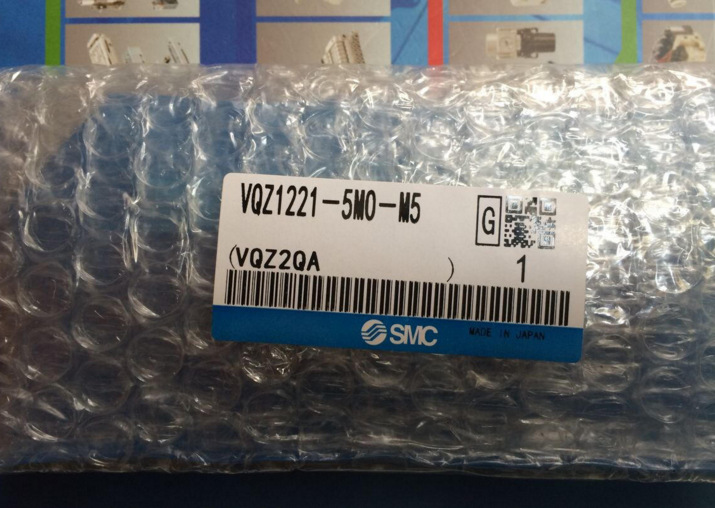 VQZ1221-5M0-M5
G
(VQZ2QA )
1
SMC
MADE IN JAPAN